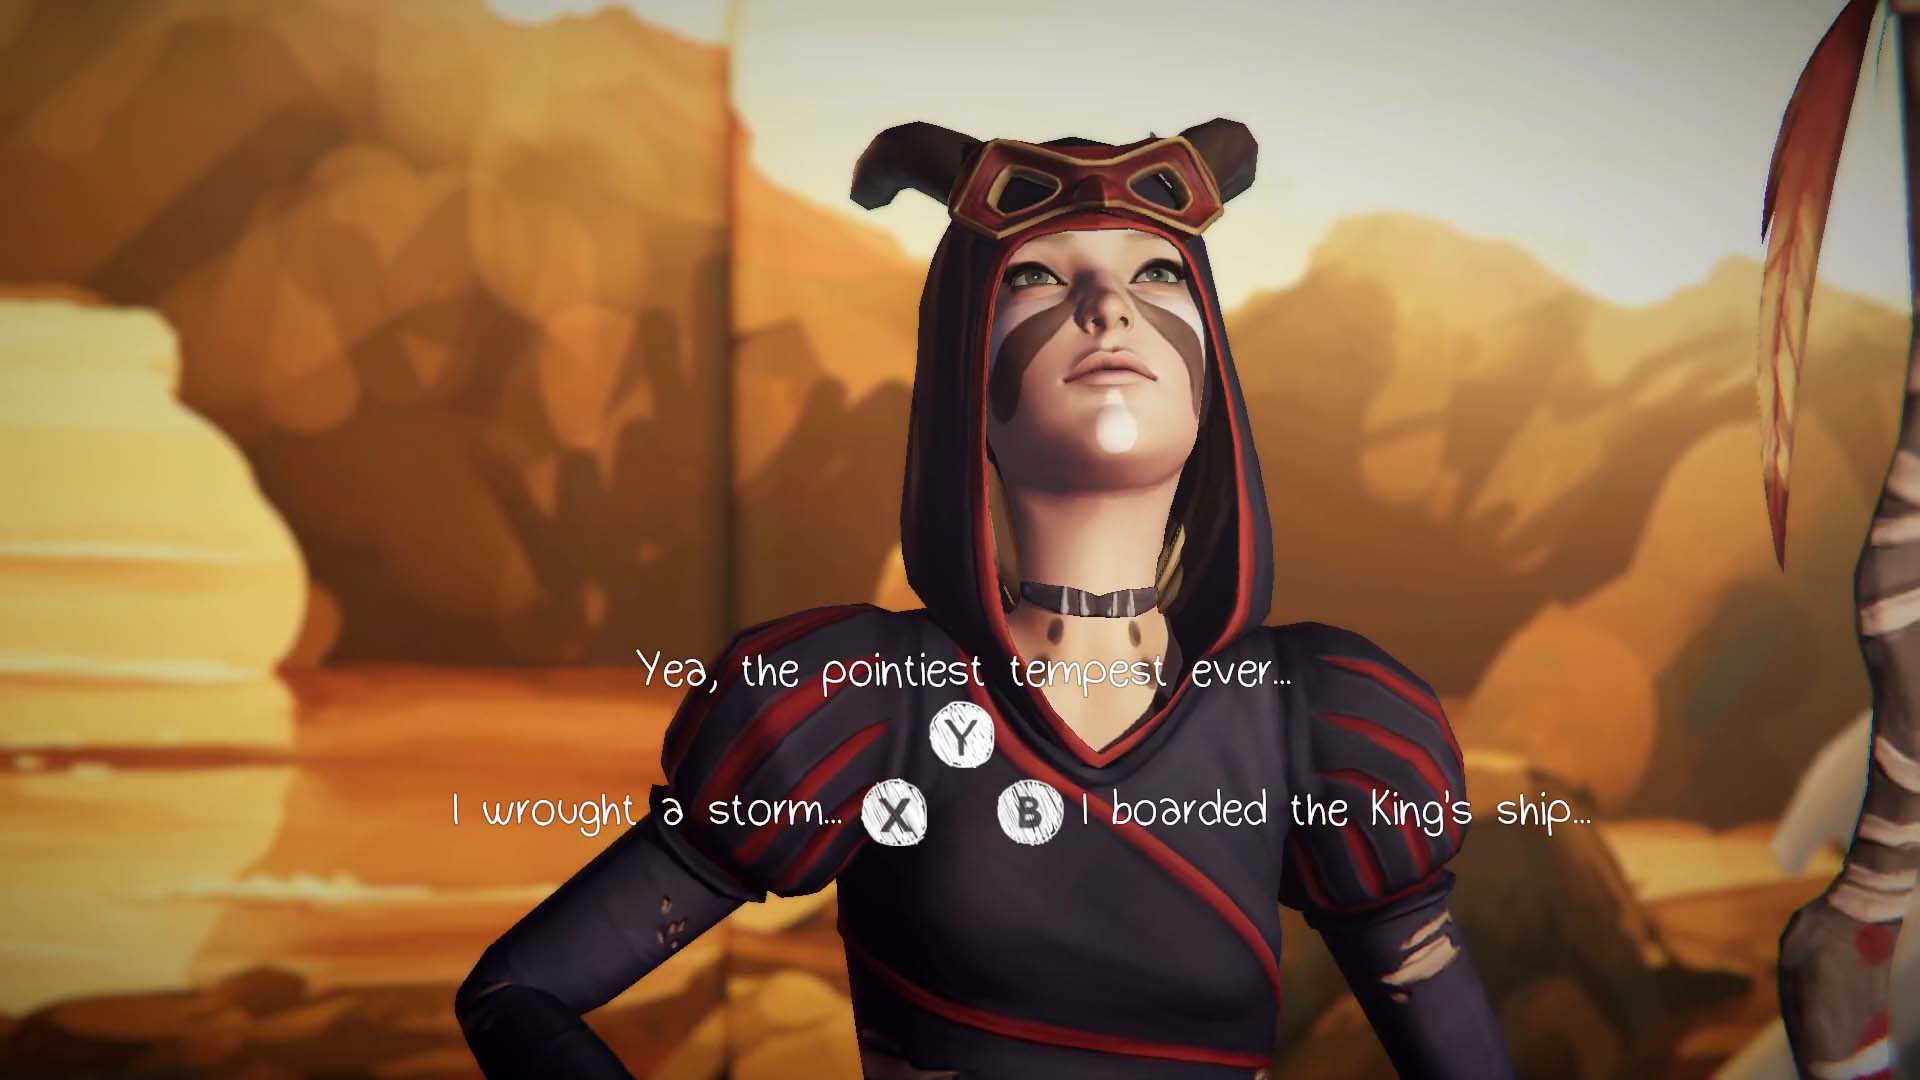 Yea, the pointiest tempest ever...
Y
I wrought a storm... X B I boarded the King's ship...